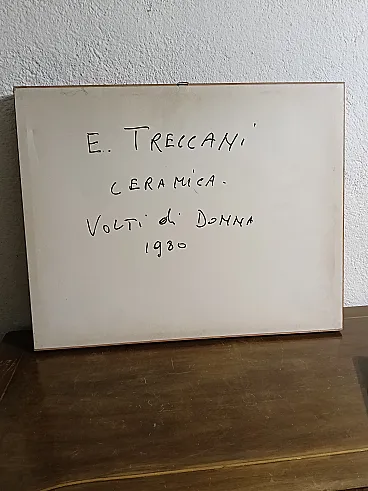 E. TRECCANI
CERAMICA.
VOLTI di DONNA
1980